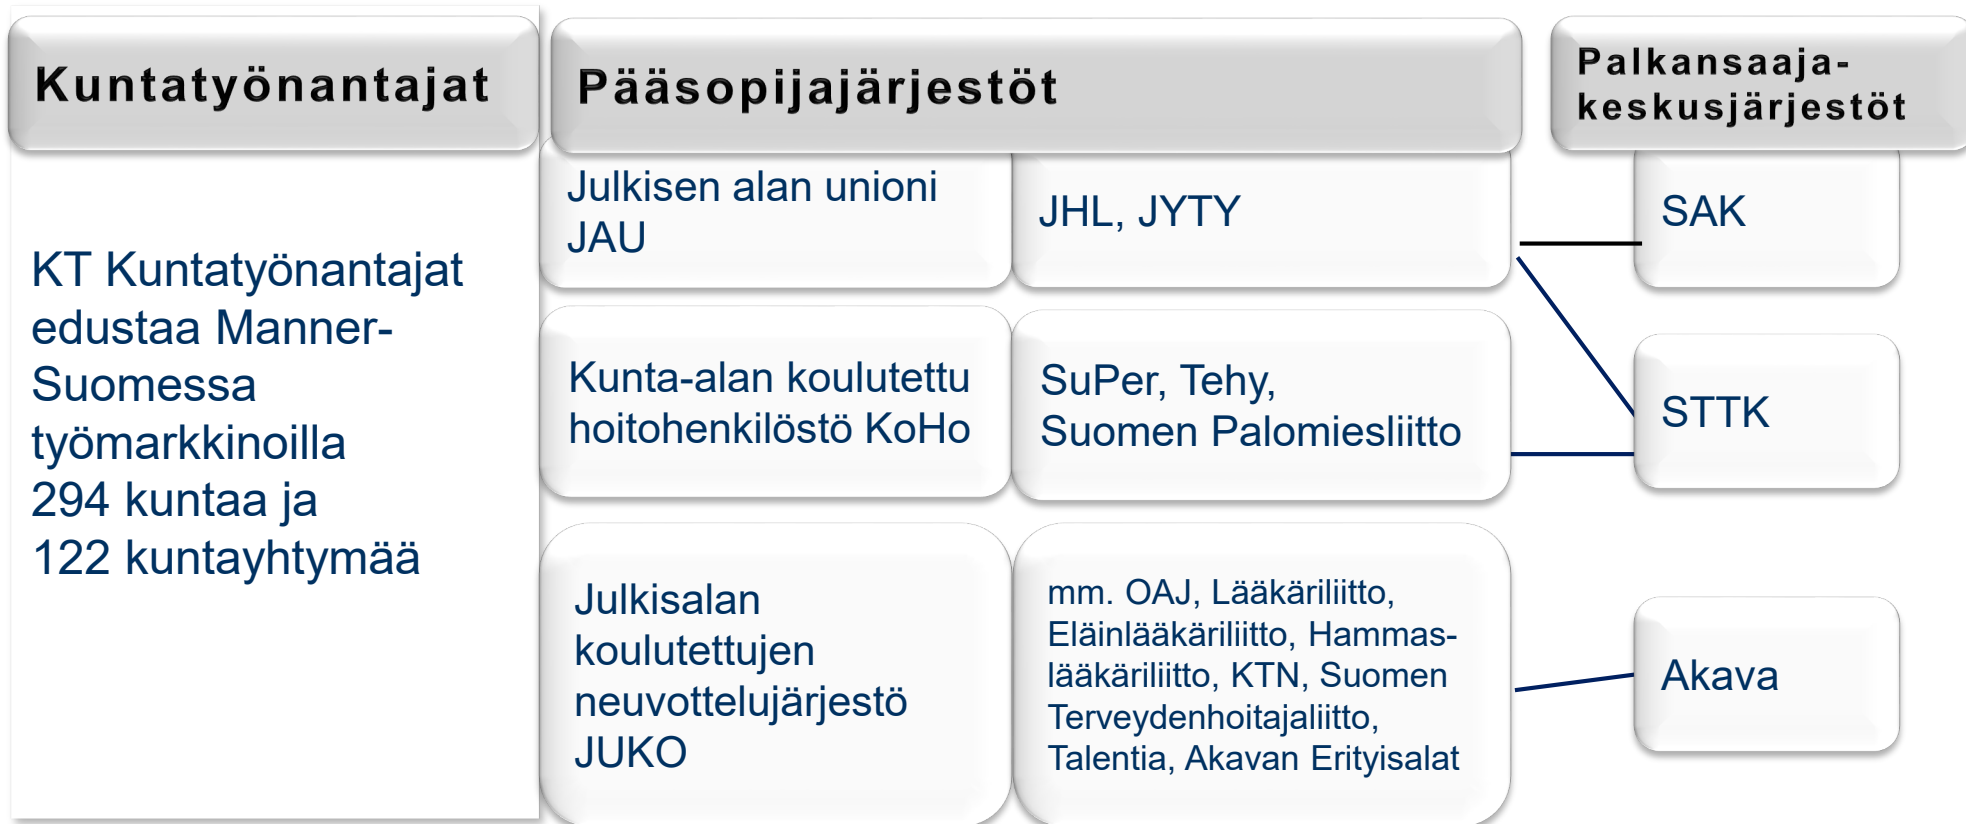 Kuntatyönantajat
KT Kuntatyönantajat
edustaa Manner-
Suomessa
työmarkkinoilla
294 kuntaa ja
122 kuntayhtymää
Pääsopijajärjestöt
Julkisen alan unioni
JAU
JHL, JYTY
Kunta-alan koulutettu
hoitohenkilöstö KoHo
SuPer, Tehy,
Suomen Palomiesliitto
Julkisalan
koulutettujen
neuvottelujärjestö
JUKO
mm. OAJ, Lääkäriliitto,
Eläinlääkäriliitto, Hammas-
lääkäriliitto, KTN, Suomen
Terveydenhoitajaliitto,
Talentia, Akavan Erityisalat
Palkansaaja-
keskusjärjestöt
SAK
STTK
Akava